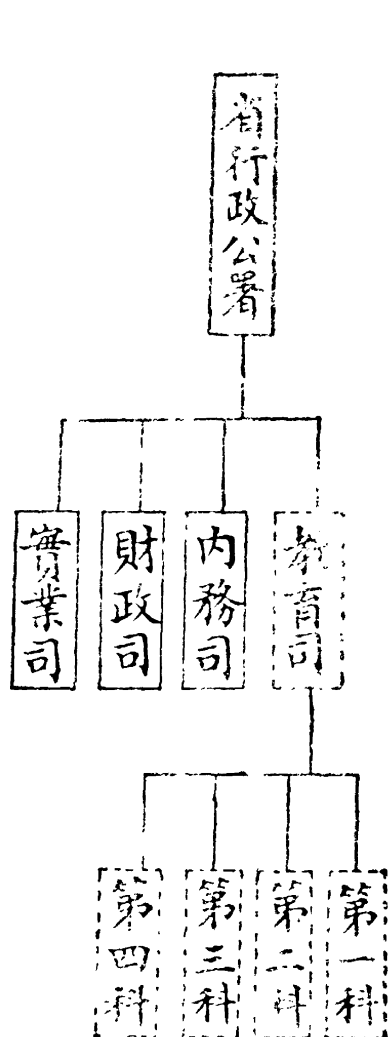 省行政公署
教育司
内務司
財政司
實業司
第一科
第二科
第三科
第四科